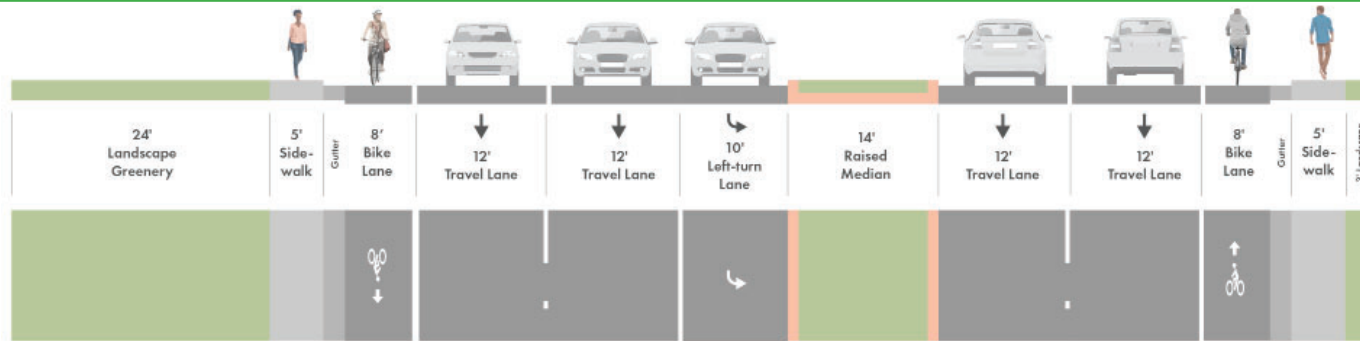 24'
Landscape
Greenery
5'
Side-
walk
Gutter
8'
Bike
Lane
12'
Travel Lane
12'
Travel Lane
10'
Left-turn
Lane
14'
Raised
Median
12'
Travel Lane
12'
Travel Lane
8'
Bike
Lane
Gutter
5'
Side-
walk